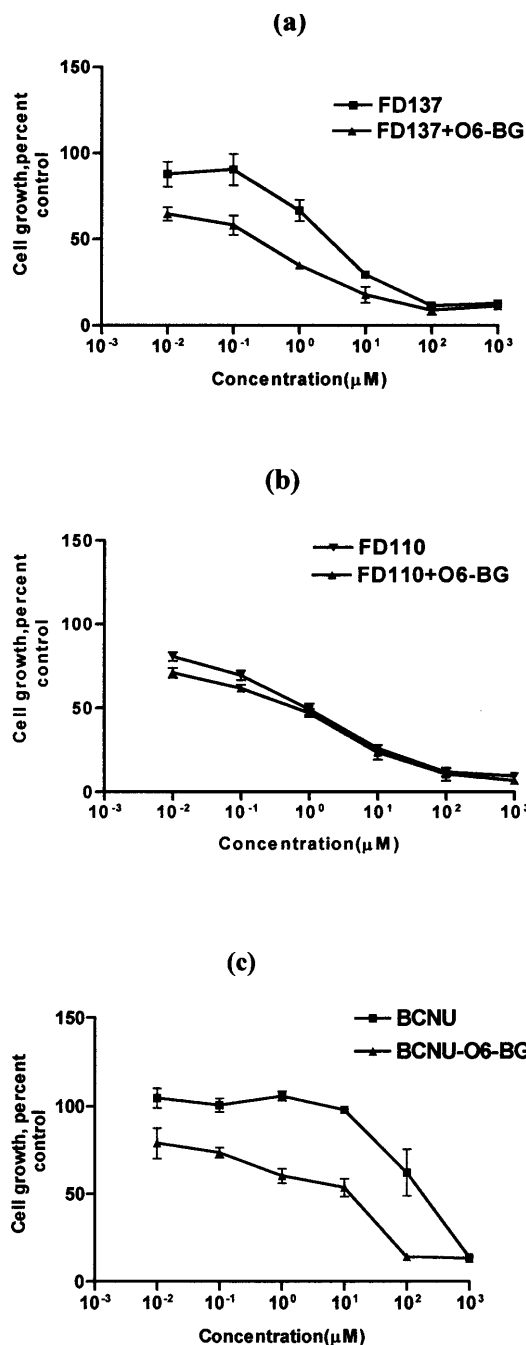 (a)
150
100
50
0
Cell growth,percent
control
FD137
FD137+O6-BG
10⁻³ 10⁻² 10⁻¹ 10⁰ 10¹ 10² 10³
Concentration(μM)
(b)
150
100
50
0
Cell growth,percent
control
FD110
FD110+O6-BG
10⁻³ 10⁻² 10⁻¹ 10⁰ 10¹ 10² 10³
Concentration(μM)
(c)
150
100
50
0
Cell growth, percent
control
BCNU
BCNU-O6-BG
10⁻³ 10⁻² 10⁻¹ 10⁰ 10¹ 10² 10³
Concentration(μM)